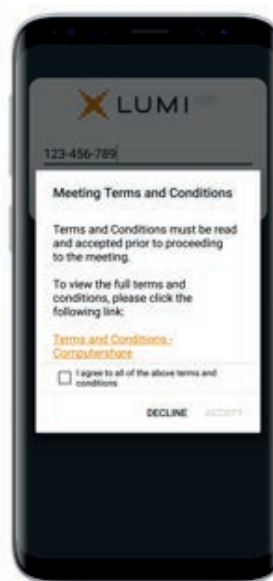 LUMI
123-456-789
Meeting Terms and Conditions
Terms and Conditions must be read
and accepted prior to proceeding
to the meeting.
To view the full terms and
conditions, please click the
following link:
Terms and Conditions -
Computershare
I agree to all of the above terms and
conditions
DECLINE ACCEPT